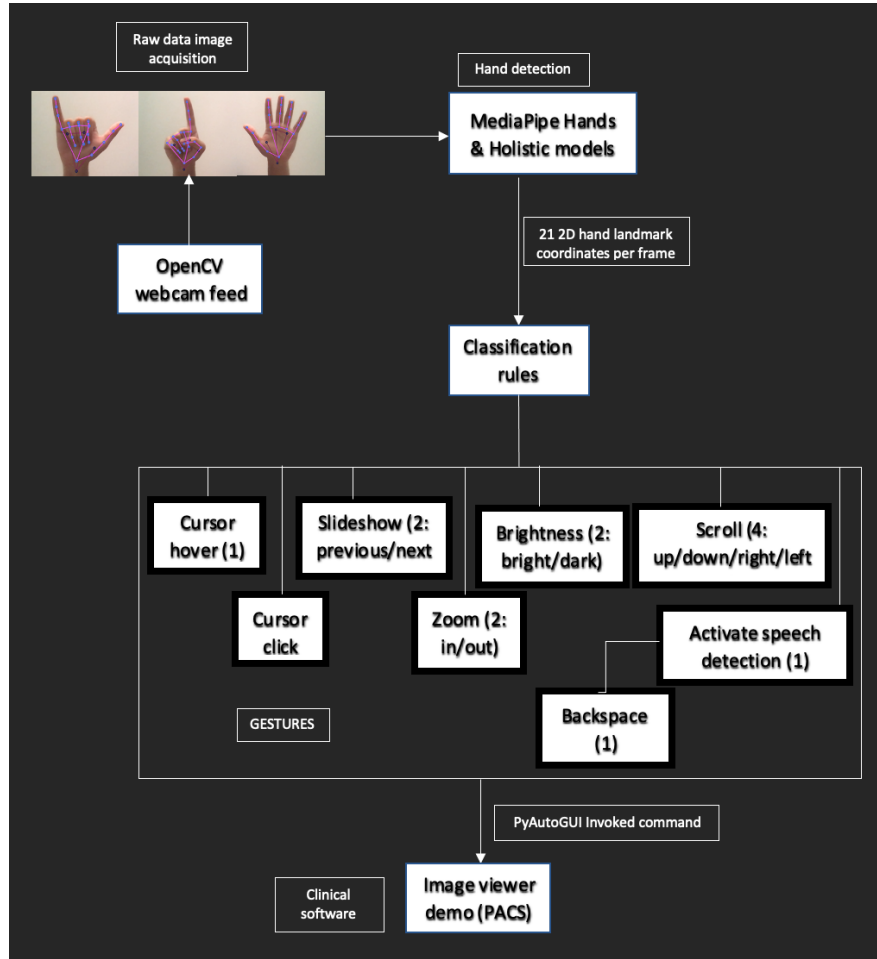 Raw data image
acquisition
Hand detection
MediaPipe Hands
& Holistic models
21 2D hand landmark
coordinates per frame
OpenCV
webcam feed
Classification
rules
Cursor
hover (1)
Slideshow (2:
previous/next
Brightness (2:
bright/dark)
Scroll (4:
up/down/right/left
Cursor
click
Zoom (2:
in/out)
Activate speech
detection (1)
Backspace
(1)
GESTURES
PyAutoGUI Invoked command
Clinical
software
Image viewer
demo (PACS)